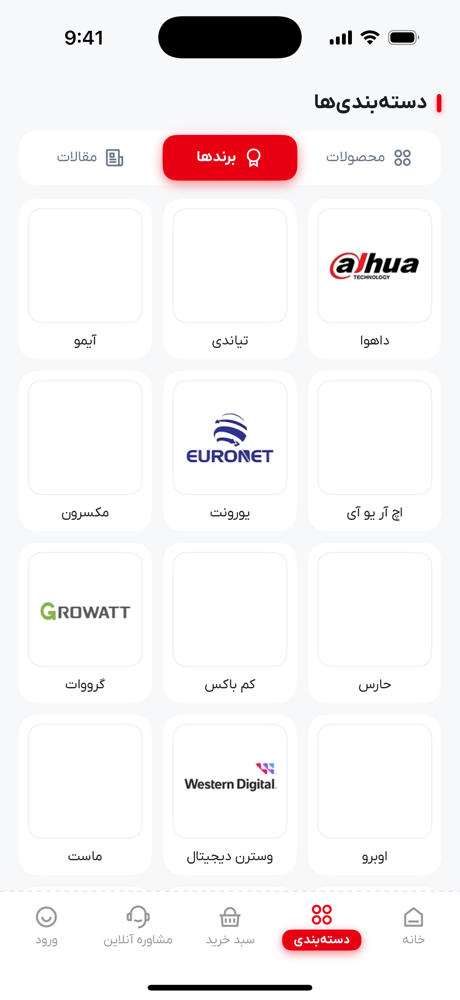 9:41
دسته‌بندی‌ها
محصولات
برندها
مقالات
alhua
TECHNOLOGY
داهوا
تیاندی
آیمو
اچ آر یو آی
EURONET
یورونت
مکسرون
حارس
کم باکس
GROWATT
گرووات
اوبرو
Western Digital.
وسترن دیجیتال
ماست
خانه
دسته‌بندی
سبد خرید
مشاوره آنلاین
ورود